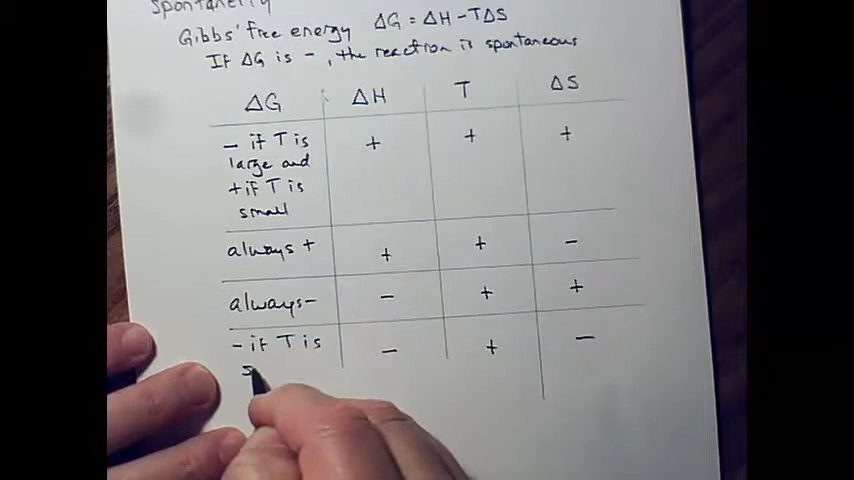 Spontaneity
Gibbs' free energy ΔG = ΔH - TΔS
If ΔG is -, the reaction is spontaneous
ΔG ΔH T ΔS
- if T is + + +
large and
+ if T is
small
always + + + -
always - - + +
- if T is - + -
s